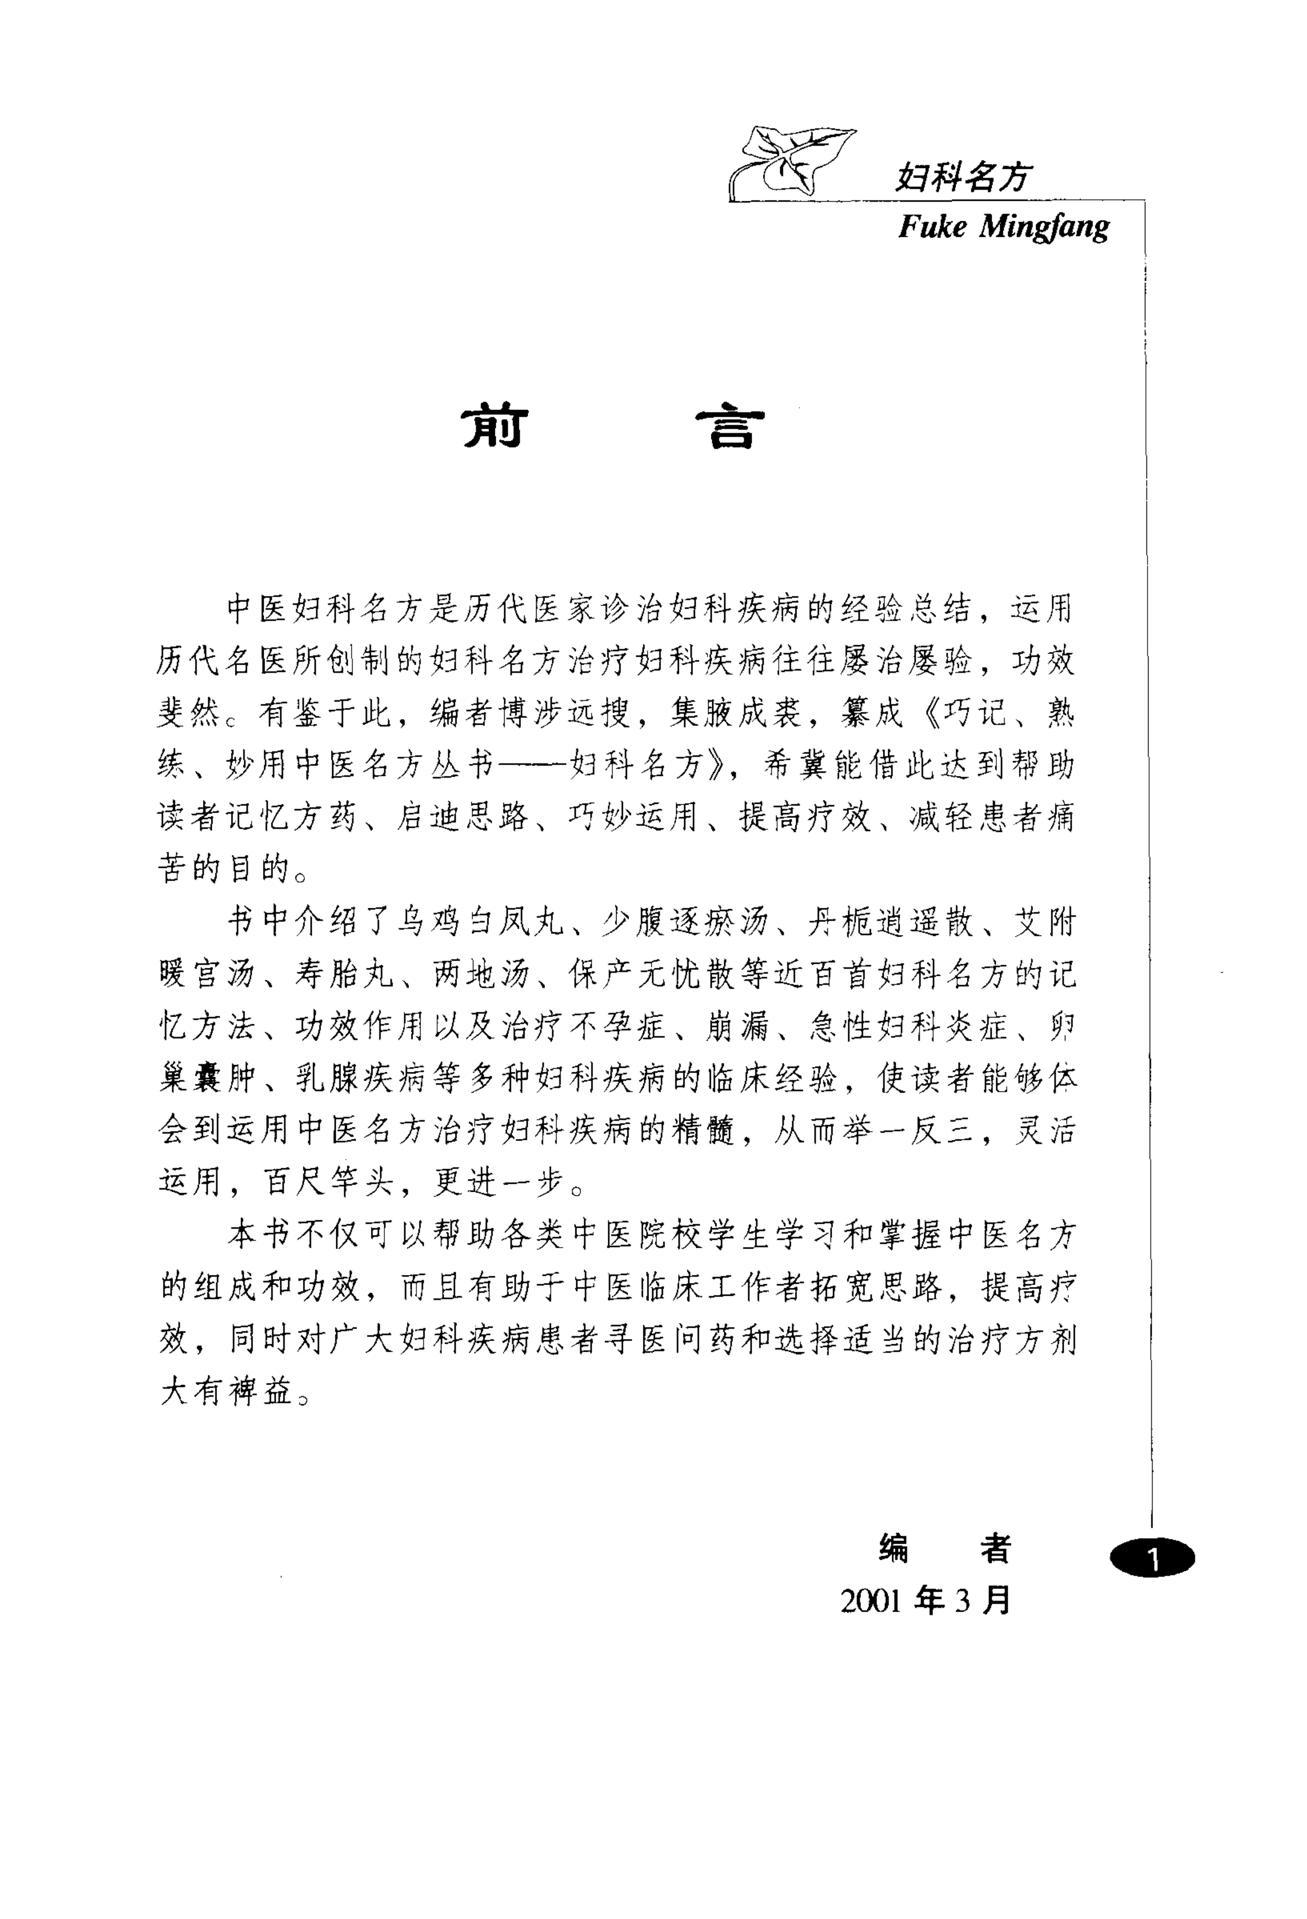 妇科名方
Fuke Mingfang
前 言
中医妇科名方是历代医家诊治妇科疾病的经验总结，运用
历代名医所创制的妇科名方治疗妇科疾病往往屡治屡验，功效
斐然。有鉴于此，编者博涉远搜，集腋成裘，纂成《巧记、熟
练、妙用中医名方丛书——妇科名方》，希冀能借此达到帮助
读者记忆方药、启迪思路、巧妙运用、提高疗效、减轻患者痛
苦的目的。
书中介绍了乌鸡白凤丸、少腹逐瘀汤、丹栀逍遥散、艾附
暖宫汤、寿胎丸、两地汤、保产无忧散等近百首妇科名方的记
忆方法、功效作用以及治疗不孕症、崩漏、急性妇科炎症、卵
巢囊肿、乳腺疾病等多种妇科疾病的临床经验，使读者能够体
会到运用中医名方治疗妇科疾病的精髓，从而举一反三，灵活
运用，百尺竿头，更进一步。
本书不仅可以帮助各类中医院校学生学习和掌握中医名方
的组成和功效，而且有助于中医临床工作者拓宽思路，提高疗
效，同时对广大妇科疾病患者寻医问药和选择适当的治疗方剂
大有裨益。
编 者
1
2001 年 3 月